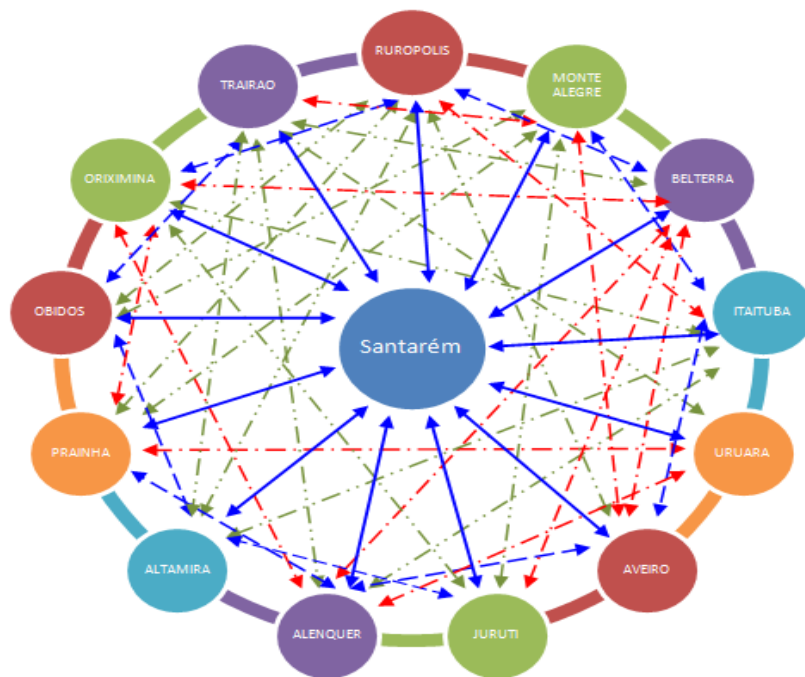 RUROPOLIS
MONTE
ALEGRE
TRAIRAO
BELTERRA
ORIXIMINA
ITAITUBA
OBIDOS
Santarém
PRAINHA
URUARA
ALTAMIRA
AVEIRO
ALENQUER
JURUTI